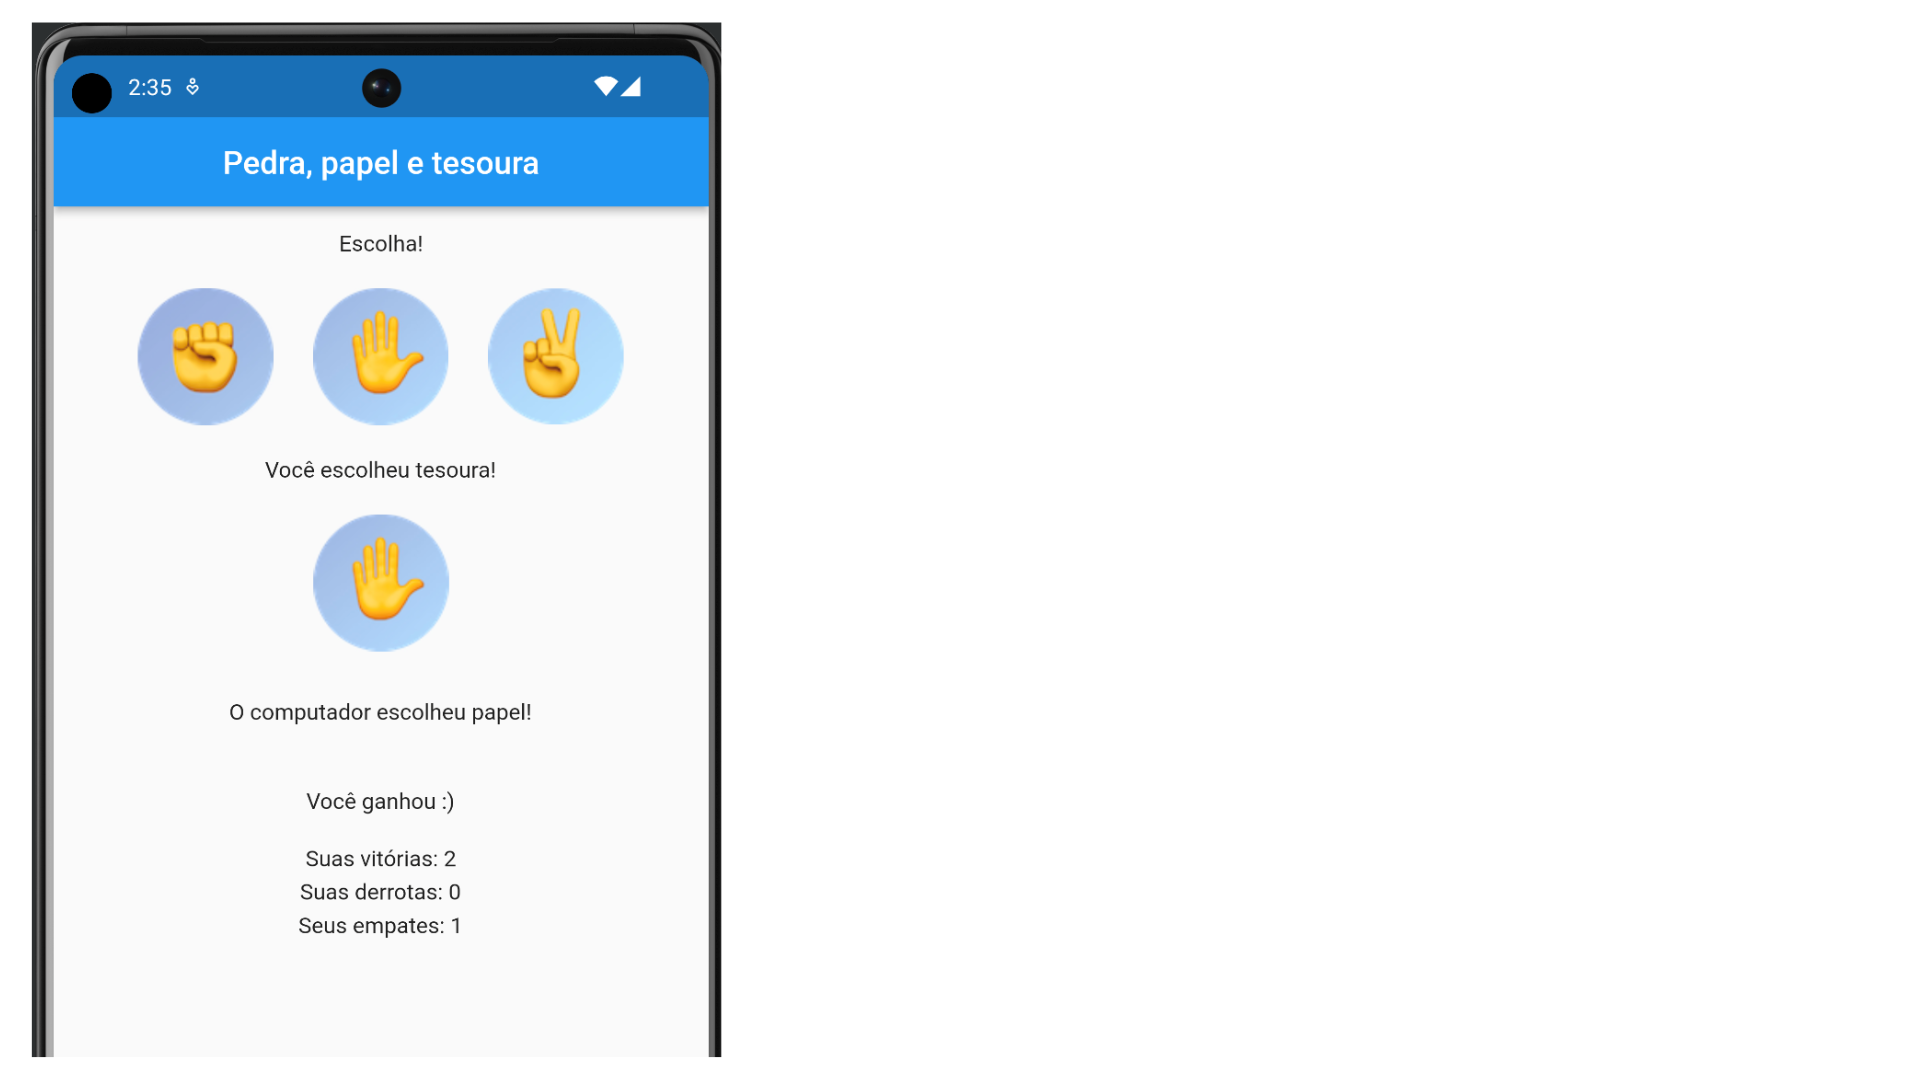 2:35
Pedra, papel e tesoura
Escolha!
Você escolheu tesoura!
O computador escolheu papel!
Você ganhou :)
Suas vitórias: 2
Suas derrotas: 0
Seus empates: 1